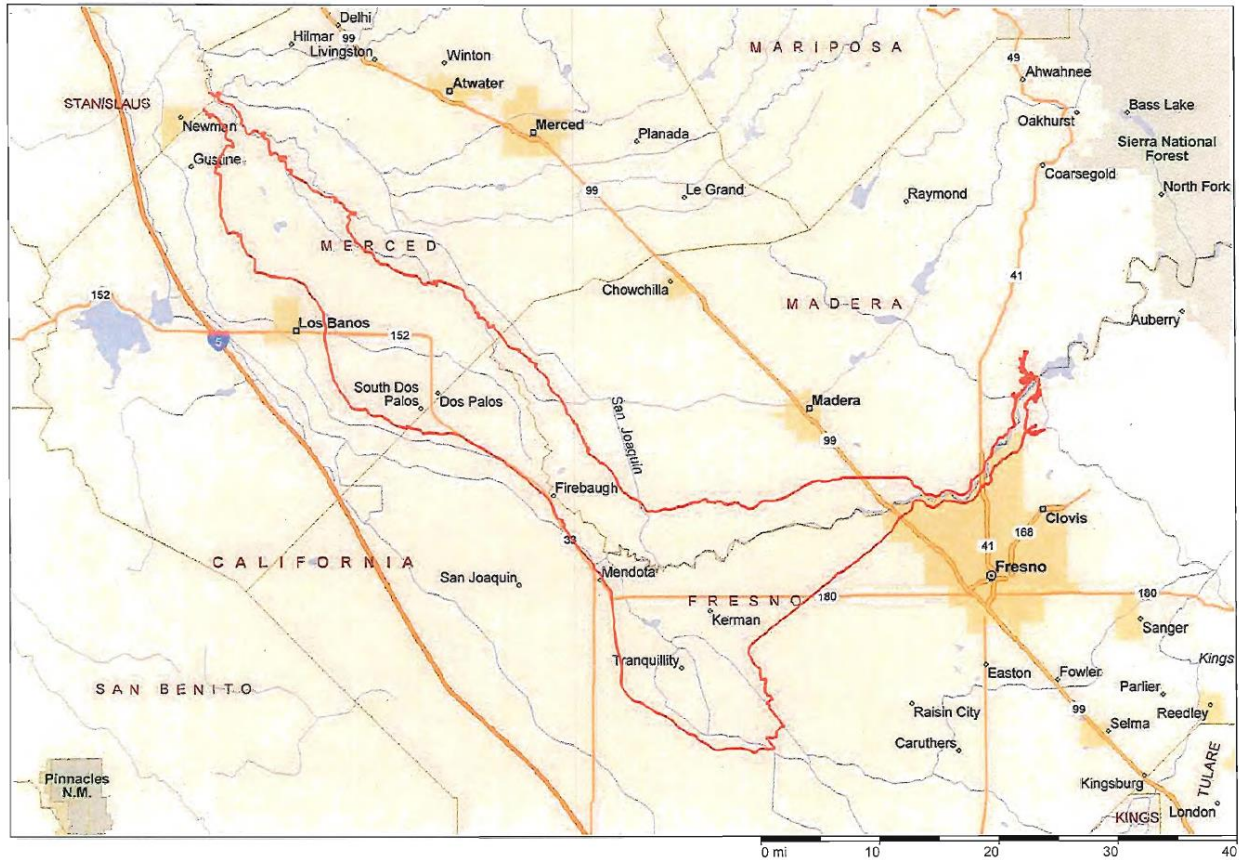 Delhi
Hilmar
Livingston
99
Winton
Atwater
MARIPOSA
49
Ahwahnee
STANISLAUS
Newman
Merced
Planada
Oakhurst
Bass Lake
Sierra National
Forest
Gustine
Coarsegold
99
Le Grand
Raymond
North Fork
MERCED
41
Chowchilla
MADERA
152
Los Banos
152
5
Auberry
South Dos
Palos
Dos Palos
San Joaquin
Madera
99
Firebaugh
Clovis
33
168
41
CALIFORNIA
San Joaquin
Mendota
Fresno
FRESNO
180
180
Kerman
Sanger
Tranquillity
Easton
Fowler
Kings
SAN BENITO
Parlier
Raisin City
Reedley
99
Selma
Caruthers
TULARE
Pinnacles
N.M.
Kingsburg
KINGS
London
0 mi
10
20
30
40